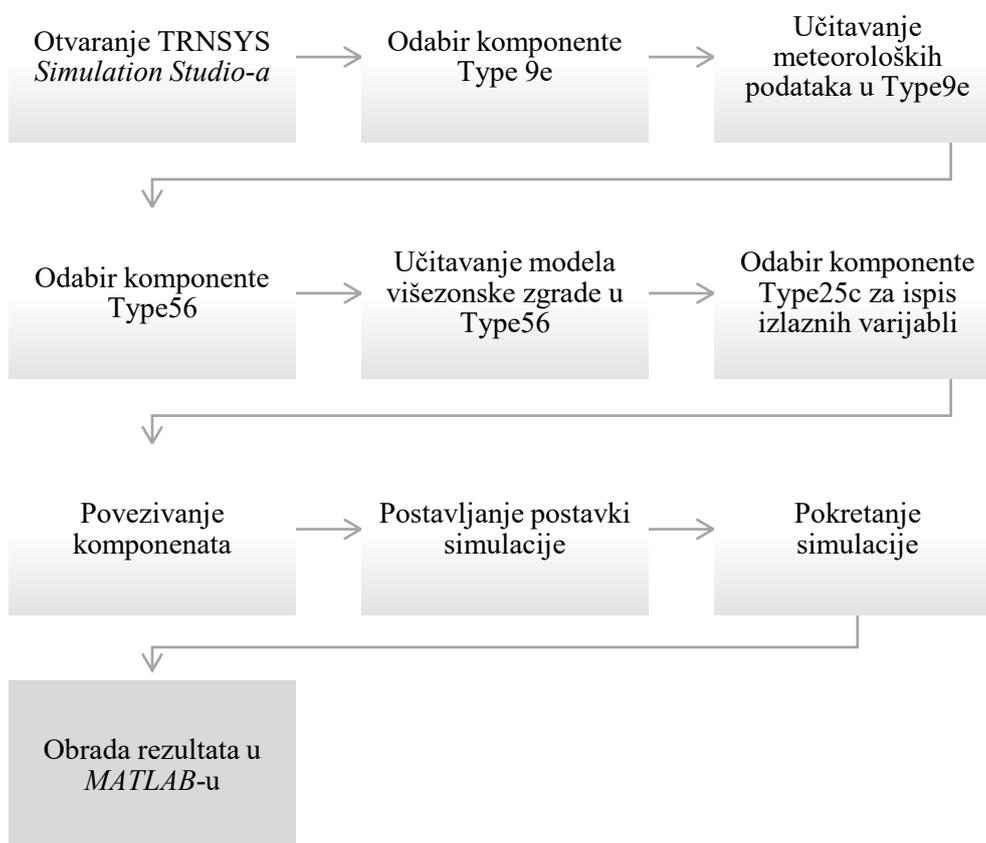 Otvaranje TRNSYS
Simulation Studio-a
Odabir komponente
Type 9e
Učitavanje
meteoroloških
podataka u Type9e
Odabir komponente
Type56
Učitavanje modela
višezonske zgrade u
Type56
Odabir komponente
Type25c za ispis
izlaznih varijabli
Povezivanje
komponenata
Postavljanje postavki
simulacije
Pokretanje
simulacije
Obrada rezultata u
MATLAB-u